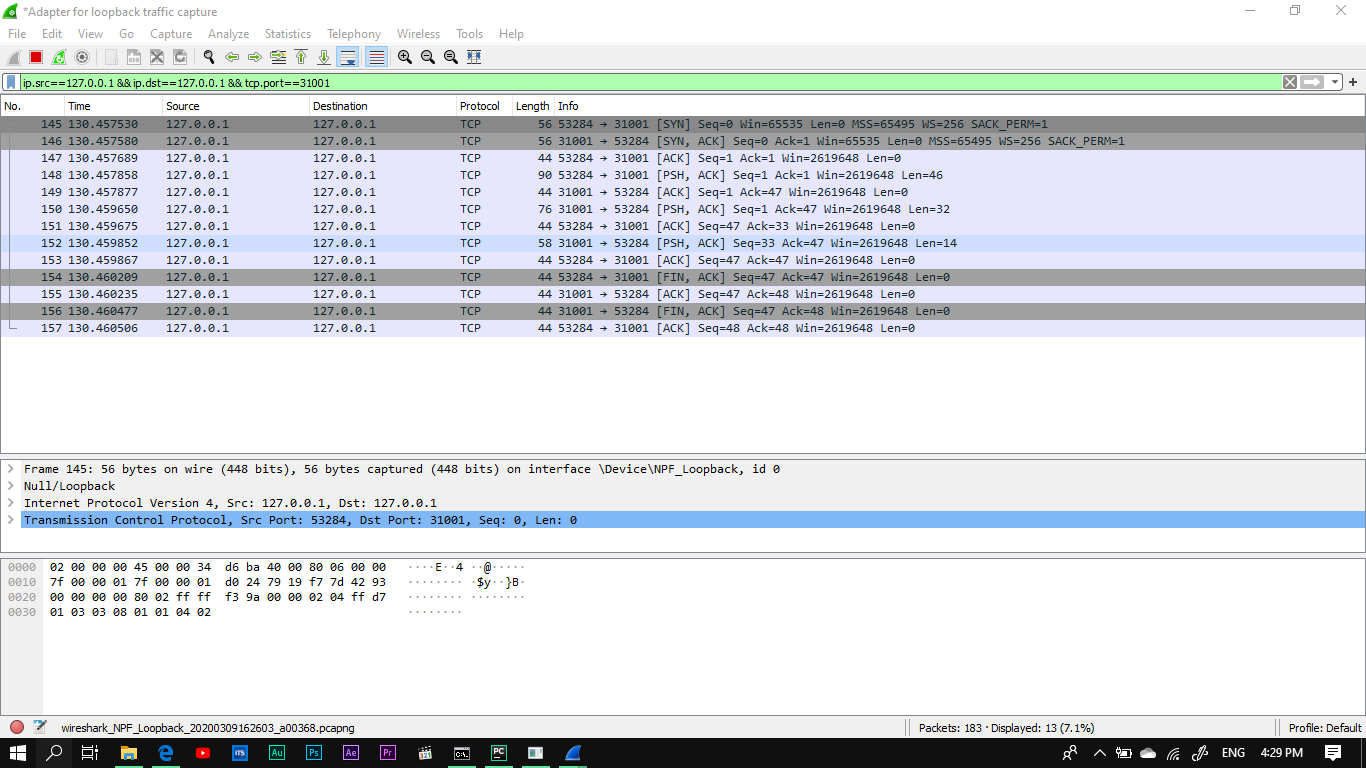 *Adapter for loopback traffic capture
File Edit View Go Capture Analyze Statistics Telephony Wireless Tools Help
ip.src==127.0.0.1 && ip.dst==127.0.0.1 && tcp.port==31001
No. Time Source Destination Protocol Length Info
145 130.457530 127.0.0.1 127.0.0.1 TCP 56 53284 → 31001 [SYN] Seq=0 Win=65535 Len=0 MSS=65495 WS=256 SACK_PERM=1
146 130.457580 127.0.0.1 127.0.0.1 TCP 56 31001 → 53284 [SYN, ACK] Seq=0 Ack=1 Win=65535 Len=0 MSS=65495 WS=256 SACK_PERM=1
147 130.457689 127.0.0.1 127.0.0.1 TCP 44 53284 → 31001 [ACK] Seq=1 Ack=1 Win=2619648 Len=0
148 130.457858 127.0.0.1 127.0.0.1 TCP 90 53284 → 31001 [PSH, ACK] Seq=1 Ack=1 Win=2619648 Len=46
149 130.457877 127.0.0.1 127.0.0.1 TCP 44 31001 → 53284 [ACK] Seq=1 Ack=47 Win=2619648 Len=0
150 130.459650 127.0.0.1 127.0.0.1 TCP 76 31001 → 53284 [PSH, ACK] Seq=1 Ack=47 Win=2619648 Len=32
151 130.459675 127.0.0.1 127.0.0.1 TCP 44 53284 → 31001 [ACK] Seq=47 Ack=33 Win=2619648 Len=0
152 130.459852 127.0.0.1 127.0.0.1 TCP 58 31001 → 53284 [PSH, ACK] Seq=33 Ack=47 Win=2619648 Len=14
153 130.459867 127.0.0.1 127.0.0.1 TCP 44 53284 → 31001 [ACK] Seq=47 Ack=47 Win=2619648 Len=0
154 130.460209 127.0.0.1 127.0.0.1 TCP 44 53284 → 31001 [FIN, ACK] Seq=47 Ack=47 Win=2619648 Len=0
155 130.460235 127.0.0.1 127.0.0.1 TCP 44 31001 → 53284 [ACK] Seq=47 Ack=48 Win=2619648 Len=0
156 130.460477 127.0.0.1 127.0.0.1 TCP 44 31001 → 53284 [FIN, ACK] Seq=47 Ack=48 Win=2619648 Len=0
157 130.460506 127.0.0.1 127.0.0.1 TCP 44 53284 → 31001 [ACK] Seq=48 Ack=48 Win=2619648 Len=0
Frame 145: 56 bytes on wire (448 bits), 56 bytes captured (448 bits) on interface \Device\NPF_Loopback, id 0
Null/Loopback
Internet Protocol Version 4, Src: 127.0.0.1, Dst: 127.0.0.1
Transmission Control Protocol, Src Port: 53284, Dst Port: 31001, Seq: 0, Len: 0
0000 02 00 00 00 45 00 00 34 d6 ba 40 00 80 06 00 00 ····E··4 ··@·····
0010 7f 00 00 01 7f 00 00 01 d0 24 79 19 f7 7d 42 93 ········ ·$y··}B·
0020 00 00 00 00 80 02 ff ff f3 9a 00 00 02 04 ff d7 ········ ········
0030 01 03 03 08 01 01 04 02 ········
wireshark_NPF_Loopback_20200309162603_a00368.pcapng Packets: 183 · Displayed: 13 (7.1%) Profile: Default
ITS Au Ps Ae Pr C:\ PC ENG 4:29 PM